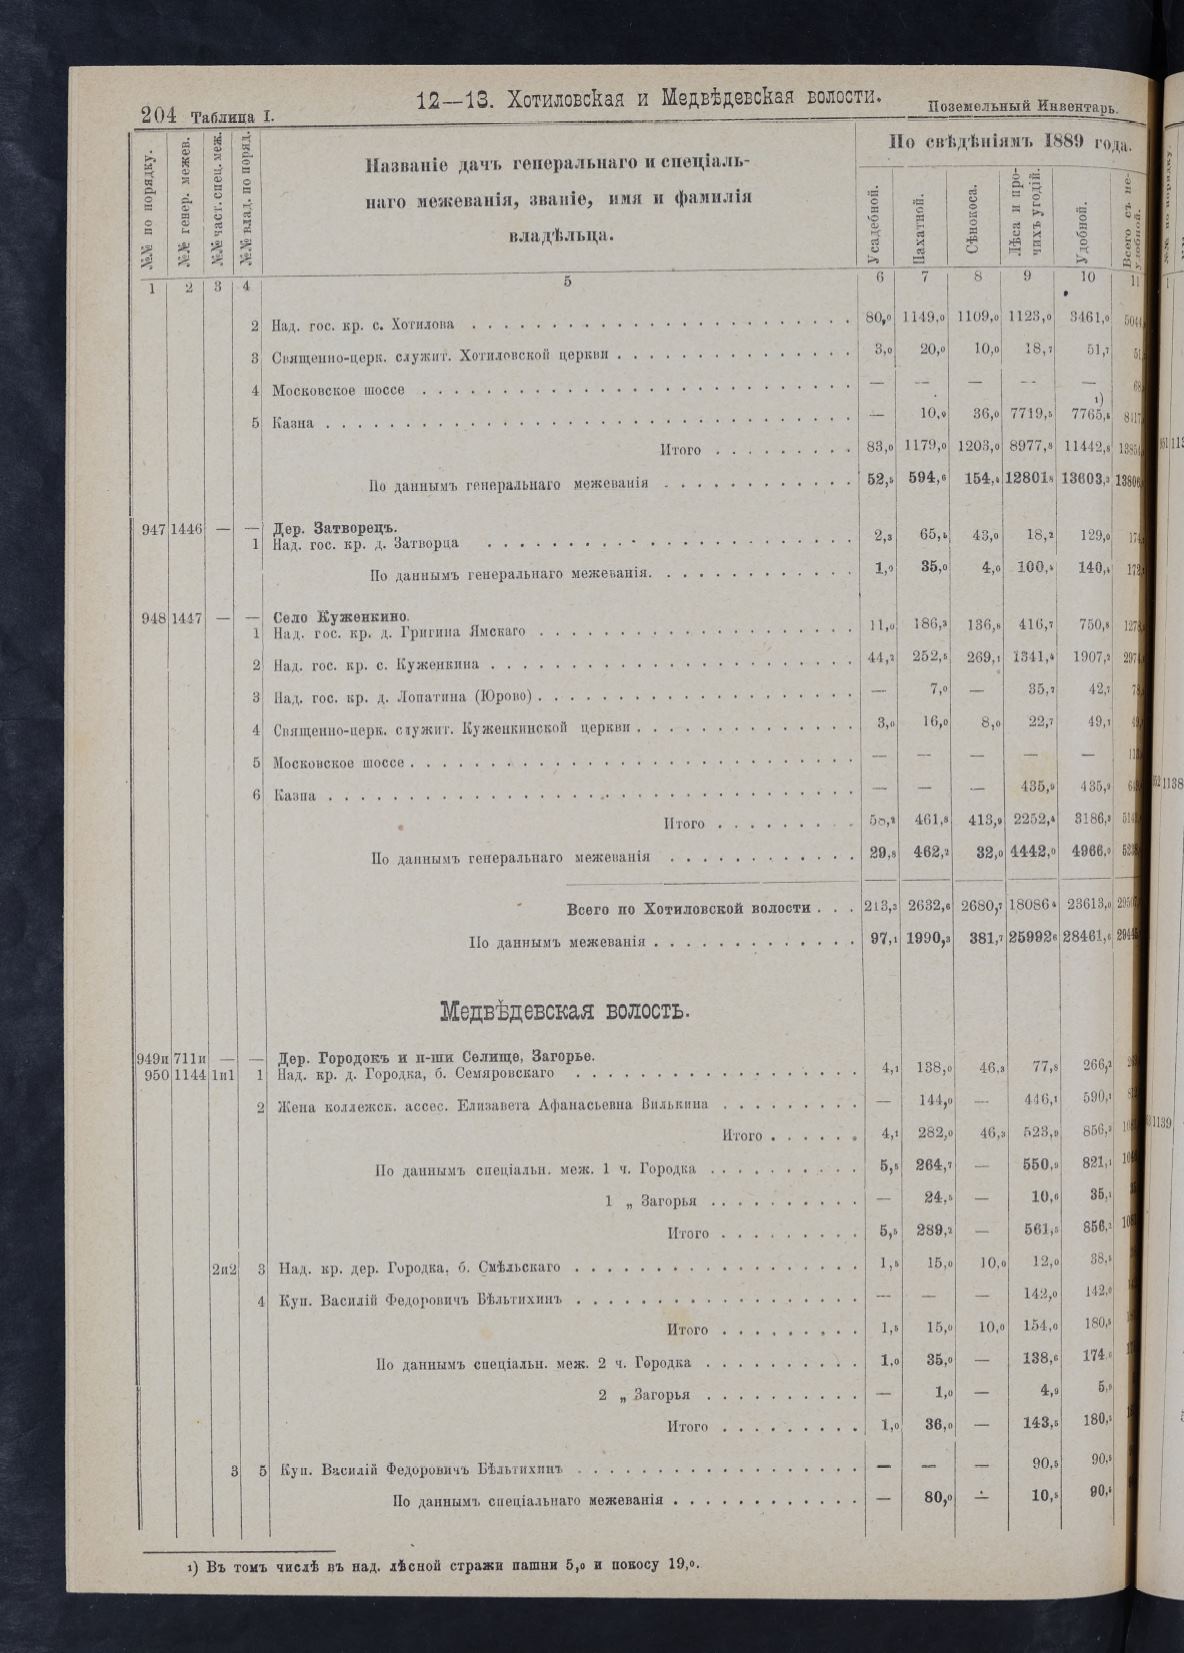 204 Таблица I.
12—13. Хотиловская и Медвѣдевская волости.
Поземельный Инвентарь.
№№ по порядку.
№№ генер. межев.
№№ част. спец. меж.
№№ влад. по поряд.
Названіе дачъ генеральнаго и спеціаль-
наго межеванія, званіе, имя и фамилія
владѣльца.
По свѣдѣніямъ 1889 года.
Усадебной.
Пахатной.
Сѣнокоса.
Лѣса и про-
чихъ угодій.
Удобной.
Всего съ не-
удобной.
1 2 3 4 5 6 7 8 9 10 11
2 Над. гос. кр. с. Хотилова 80,0 1149,0 1109,0 1123,0 3461,0
3 Священно-церк. служит. Хотиловской церкви 3,0 20,0 10,0 18,7 51,7
4 Московское шоссе — — — — —
5 Казна — 10,0 36,0 7719,5 7765,5 ¹)
Итого 83,0 1179,0 1203,0 8977,8 11442,8
По даннымъ генеральнаго межеванія 52,5 594,6 154,4 12801,8 13603,3
947 1446 — — Дер. Затворецъ.
1 Над. гос. кр. д. Затворца 2,3 65,5 43,0 18,2 129,0
По даннымъ генеральнаго межеванія. 1,0 35,0 4,0 100,4 140,4
948 1447 — — Село Куженкино.
1 Над. гос. кр. д. Григина Ямскаго 11,0 186,3 136,8 416,7 750,8
2 Над. гос. кр. с. Куженкина 44,2 252,5 269,1 1341,4 1907,2
3 Над. гос. кр. д. Лопатина (Юрово) — 7,0 — 35,7 42,7
4 Священно-церк. служит. Куженкинской церкви 3,0 16,0 8,0 22,7 49,7
5 Московское шоссе — — — — —
6 Казна — — — 435,9 435,9
Итого 58,2 461,8 413,9 2252,4 3186,3
По даннымъ генеральнаго межеванія 29,8 462,2 32,0 4442,0 4966,0
Всего по Хотиловской волости 213,3 2632,6 2680,7 18086,4 23613,0
По даннымъ межеванія 97,1 1990,3 381,7 25992,6 28461,6
Медвѣдевская волость.
949и 711и — — Дер. Городокъ и п-ши Селище, Загорье.
950 1144 1и1 1 Над. кр. д. Городка, б. Семяровскаго 4,1 138,0 46,3 77,8 266,2
2 Жена коллежск. ассес. Елизавета Афанасьевна Вилькина — 144,0 — 446,1 590,1
Итого 4,1 282,0 46,3 523,9 856,3
По даннымъ спеціальн. меж. 1 ч. Городка 5,5 264,7 — 550,9 821,1
1 „ Загорья — 24,5 — 10,6 35,1
Итого 5,5 289,2 — 561,5 856,2
2и2 3 Над. кр. дер. Городка, б. Смѣльскаго 1,5 15,0 10,0 12,0 38,5
4 Куп. Василій Федоровичъ Бѣльтихинъ — — — 142,0 142,0
Итого 1,5 15,0 10,0 154,0 180,5
По даннымъ спеціальн. меж. 2 ч. Городка 1,0 35,0 — 138,6 174,6
2 „ Загорья — 1,0 — 4,9 5,9
Итого 1,0 36,0 — 143,5 180,5
3 5 Куп. Василій Федоровичъ Бѣльтихинъ — — — 90,5 90,5
По даннымъ спеціальнаго межеванія — 80,0 — 10,5 90,5
¹) Въ томъ числѣ въ над. лѣсной стражи пашни 5,0 и покосу 19,0.